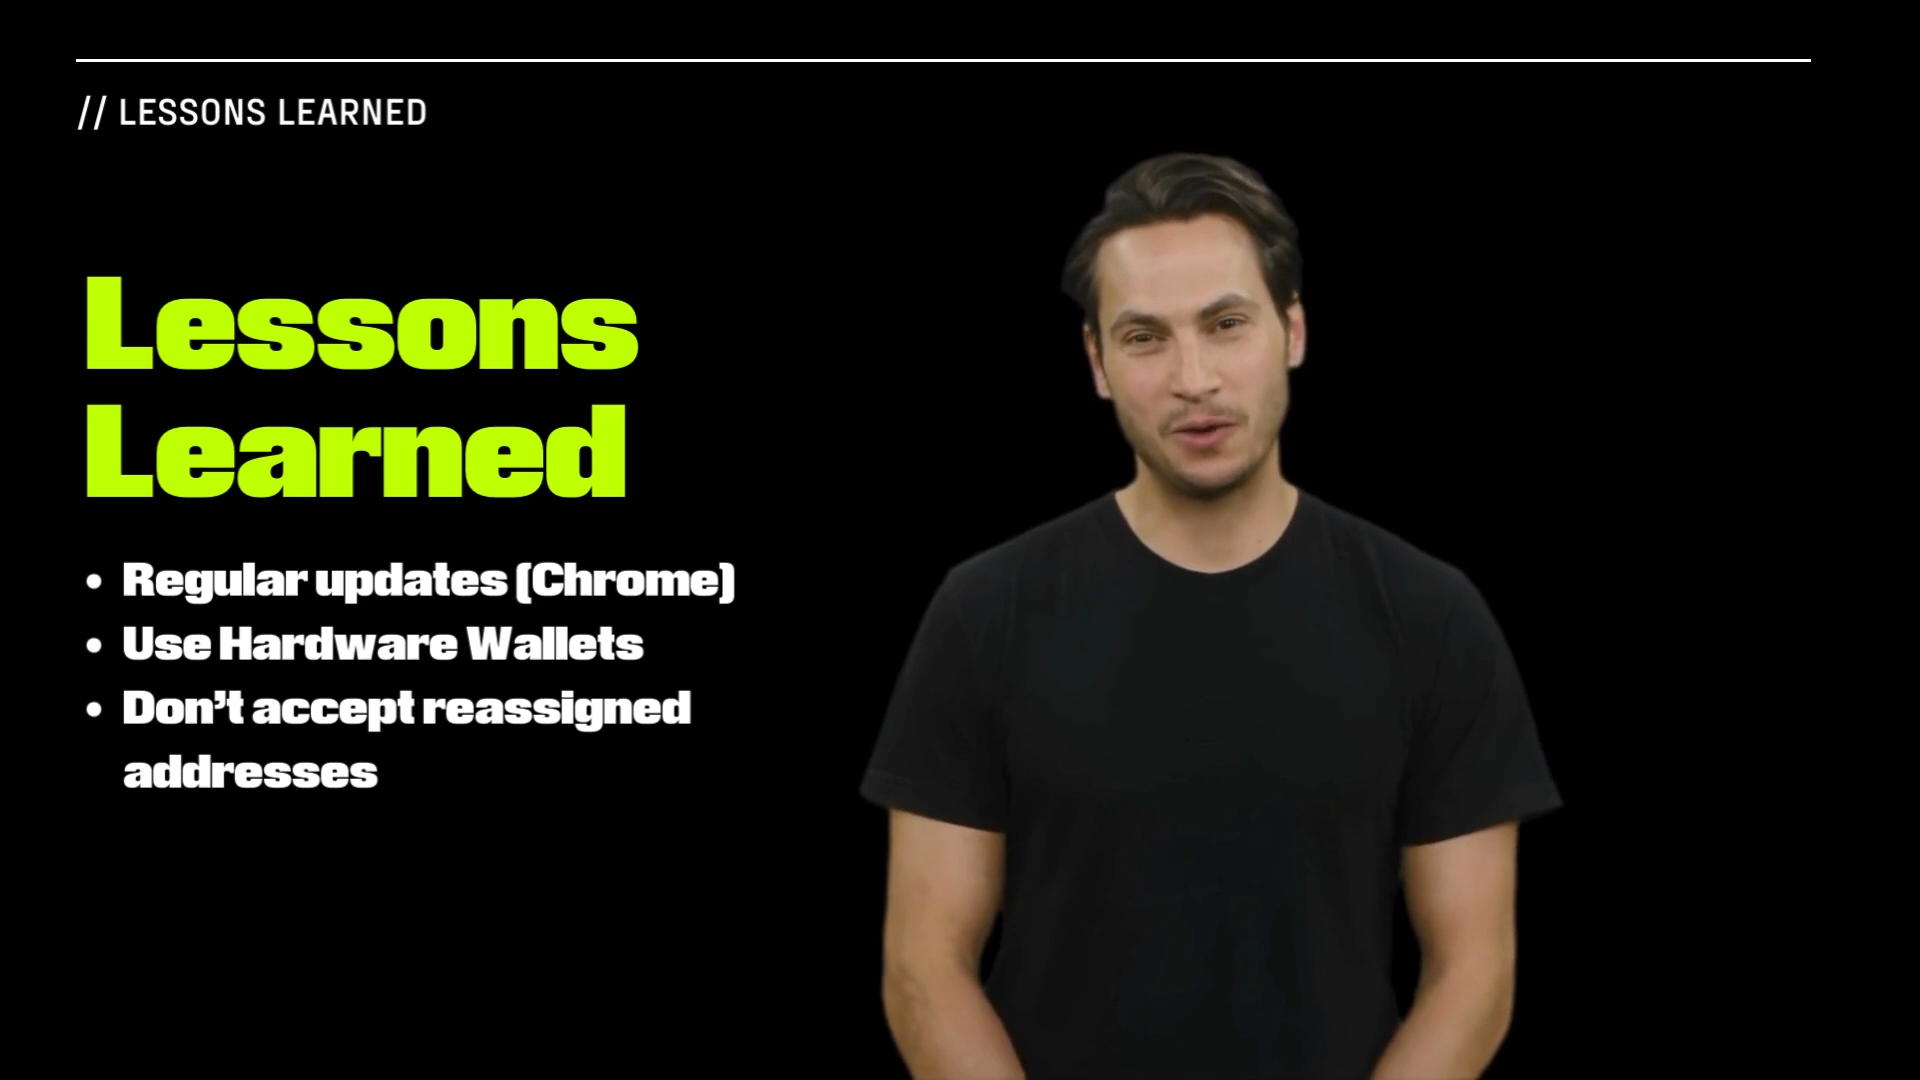 // LESSONS LEARNED
Lessons
Learned
• Regular updates (Chrome)
• Use Hardware Wallets
• Don’t accept reassigned
addresses